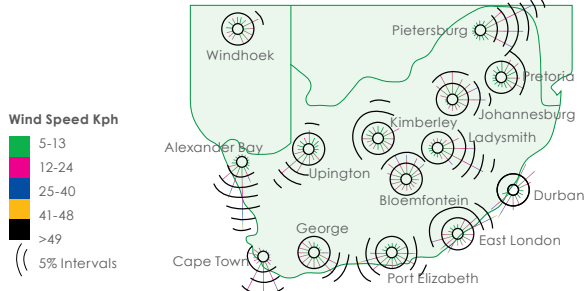 Pietersburg
Windhoek
Pretoria
Johannesburg
Wind Speed Kph
5-13
12-24
25-40
41-48
>49
5% Intervals
Kimberley
Ladysmith
Alexander Bay
Upington
Bloemfontein
Durban
George
East London
Cape Town
Port Elizabeth